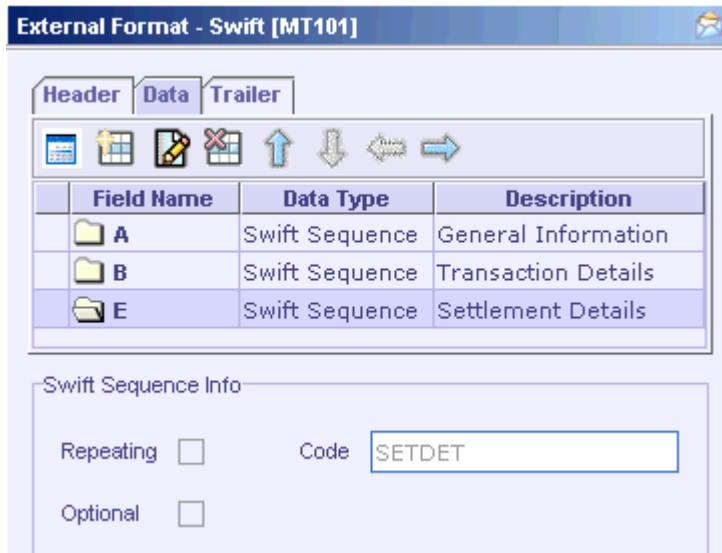 External Format - Swift [MT101]
Header Data Trailer
Field Name Data Type Description
A Swift Sequence General Information
B Swift Sequence Transaction Details
E Swift Sequence Settlement Details
Swift Sequence Info
Repeating Code SETDET
Optional